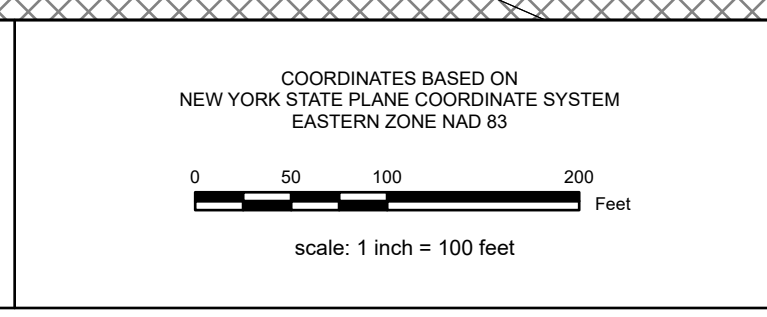 COORDINATES BASED ON
NEW YORK STATE PLANE COORDINATE SYSTEM
EASTERN ZONE NAD 83
0 50 100 200
Feet
scale: 1 inch = 100 feet